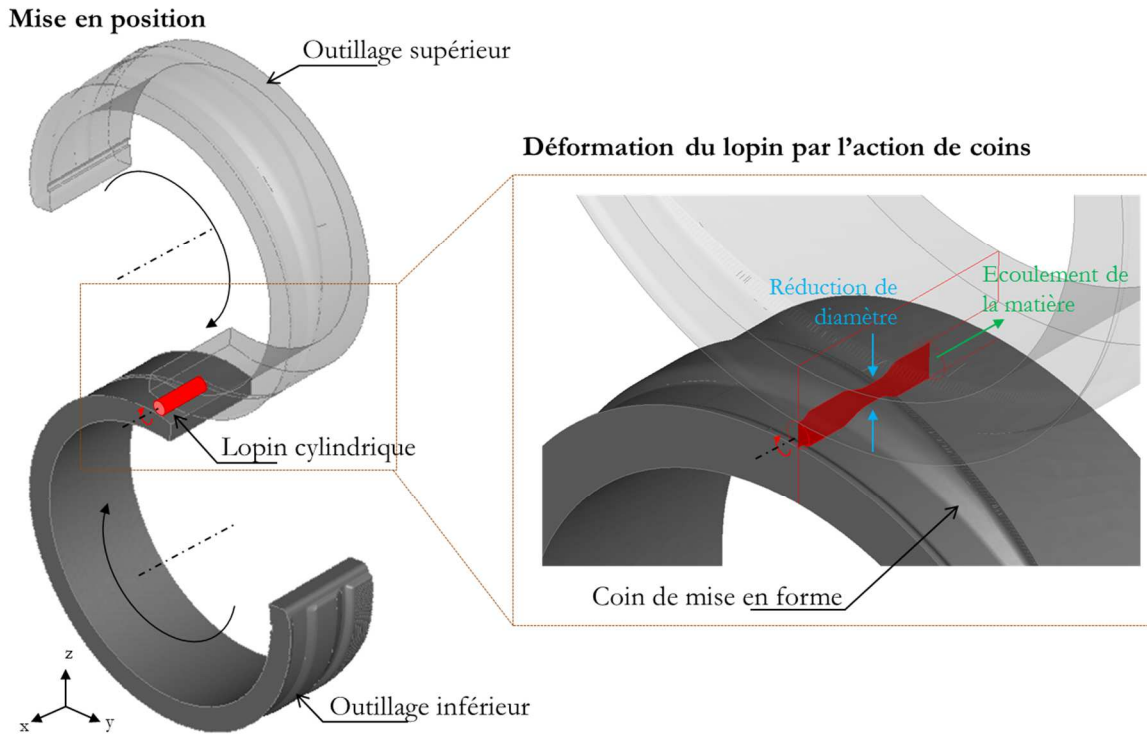 Mise en position
Outillage supérieur
Déformation du lopin par l’action de coins
Réduction de
diamètre
Ecoulement de
la matière
Lopin cylindrique
Coin de mise en forme
Outillage inférieur
z
x
y